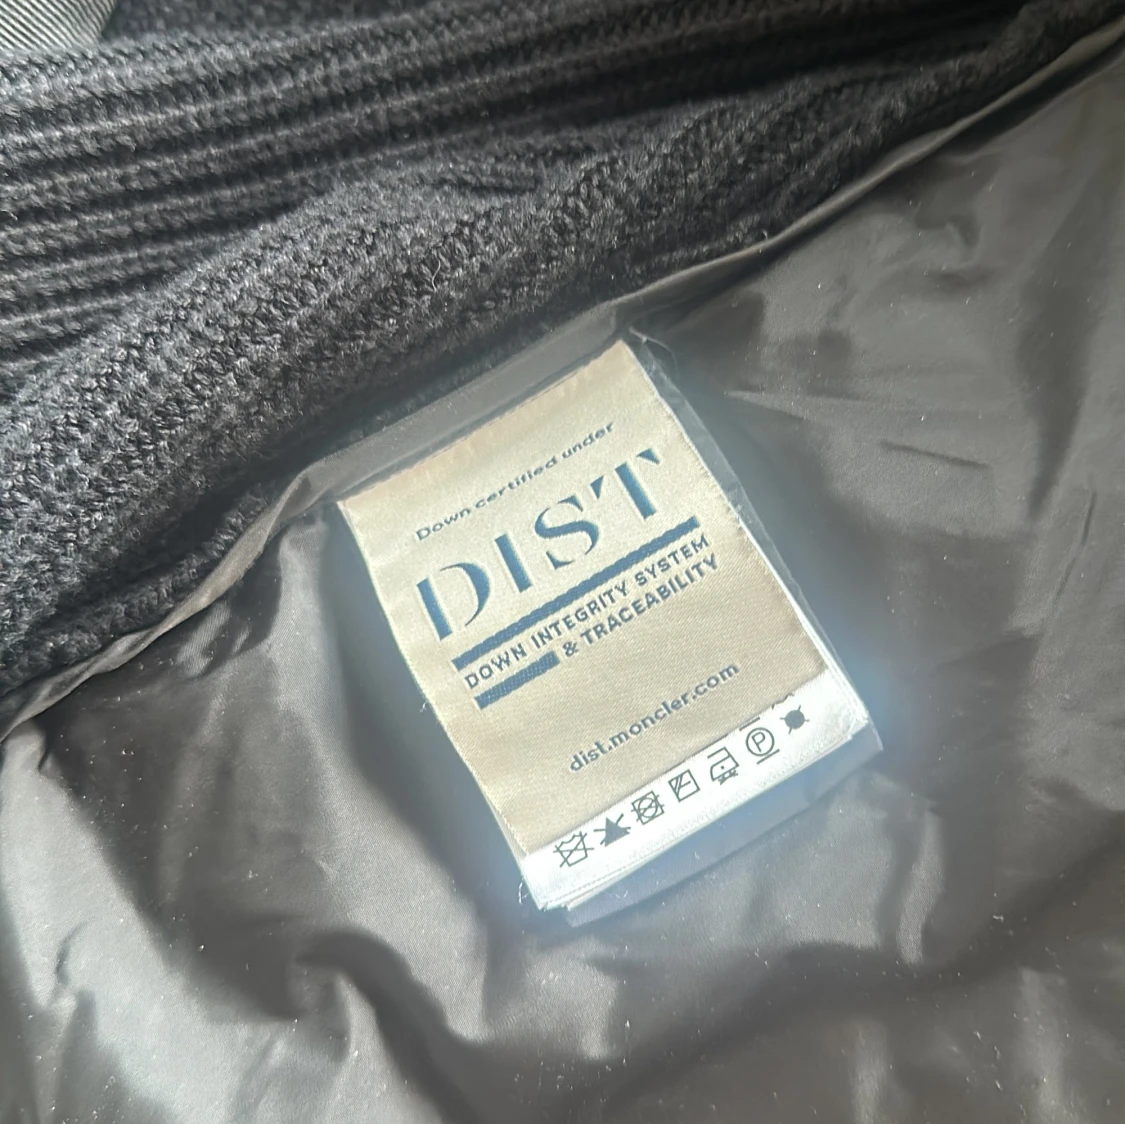 Down certified under
DIST
DOWN INTEGRITY SYSTEM
& TRACEABILITY
dist.moncler.com
P